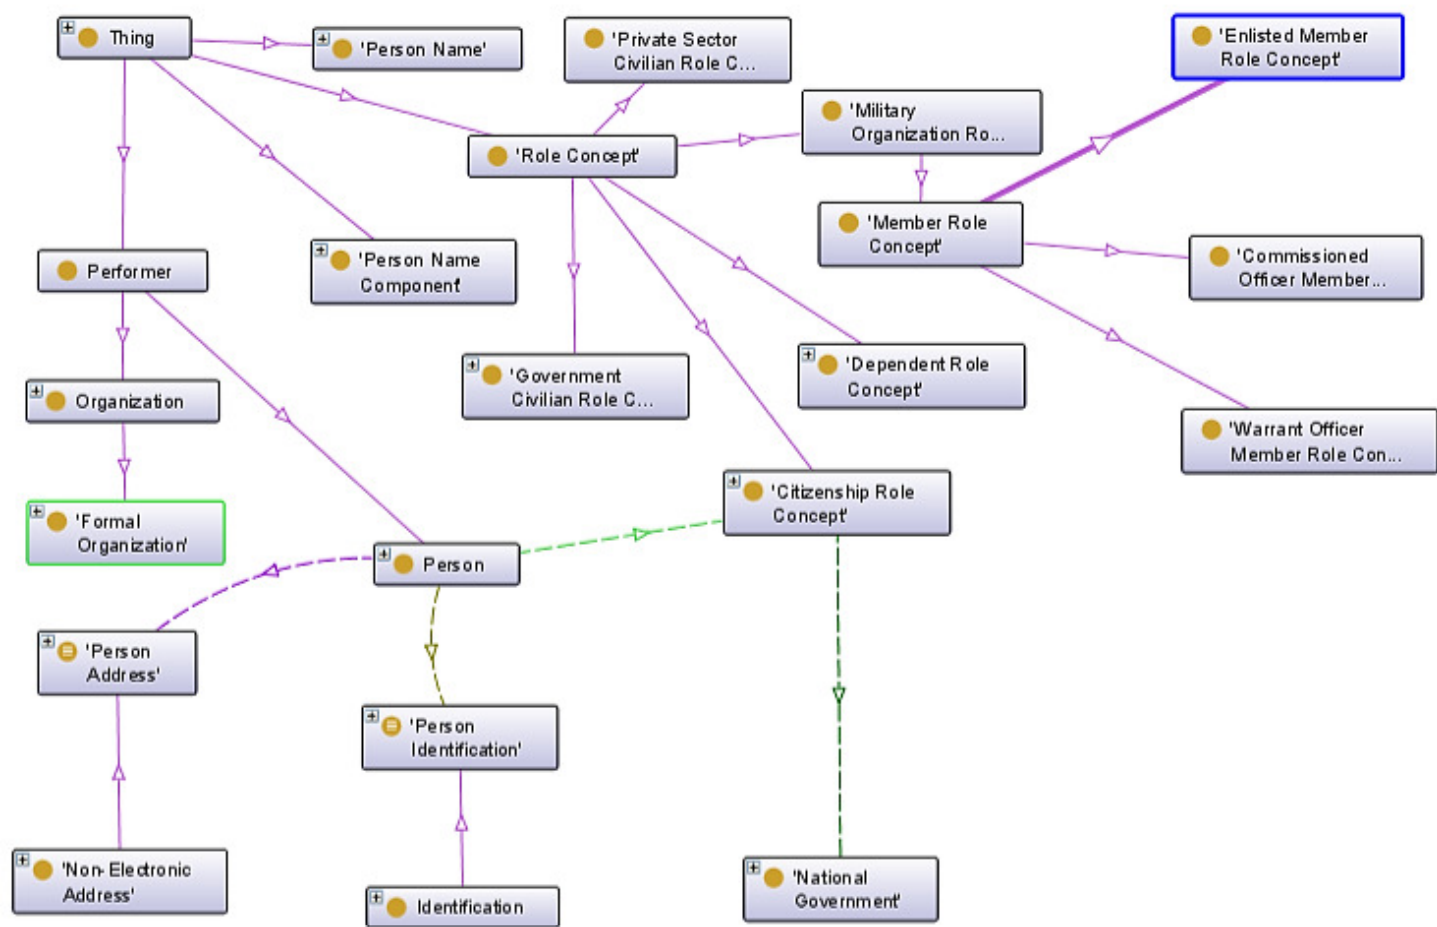 Thing
'Person Name'
'Private Sector
Civilian Role C...
'Enlisted Member
Role Concept'
'Military
Organization Ro...
'Role Concept'
'Member Role
Concept'
'Commissioned
Officer Member...
Performer
'Person Name
Component'
'Government
Civilian Role C...
'Dependent Role
Concept'
Organization
'Warrant Officer
Member Role Con...
'Formal
Organization'
'Citizenship Role
Concept'
Person
'Person
Address'
'Person
Identification'
'Non-Electronic
Address'
Identification
'National
Government'